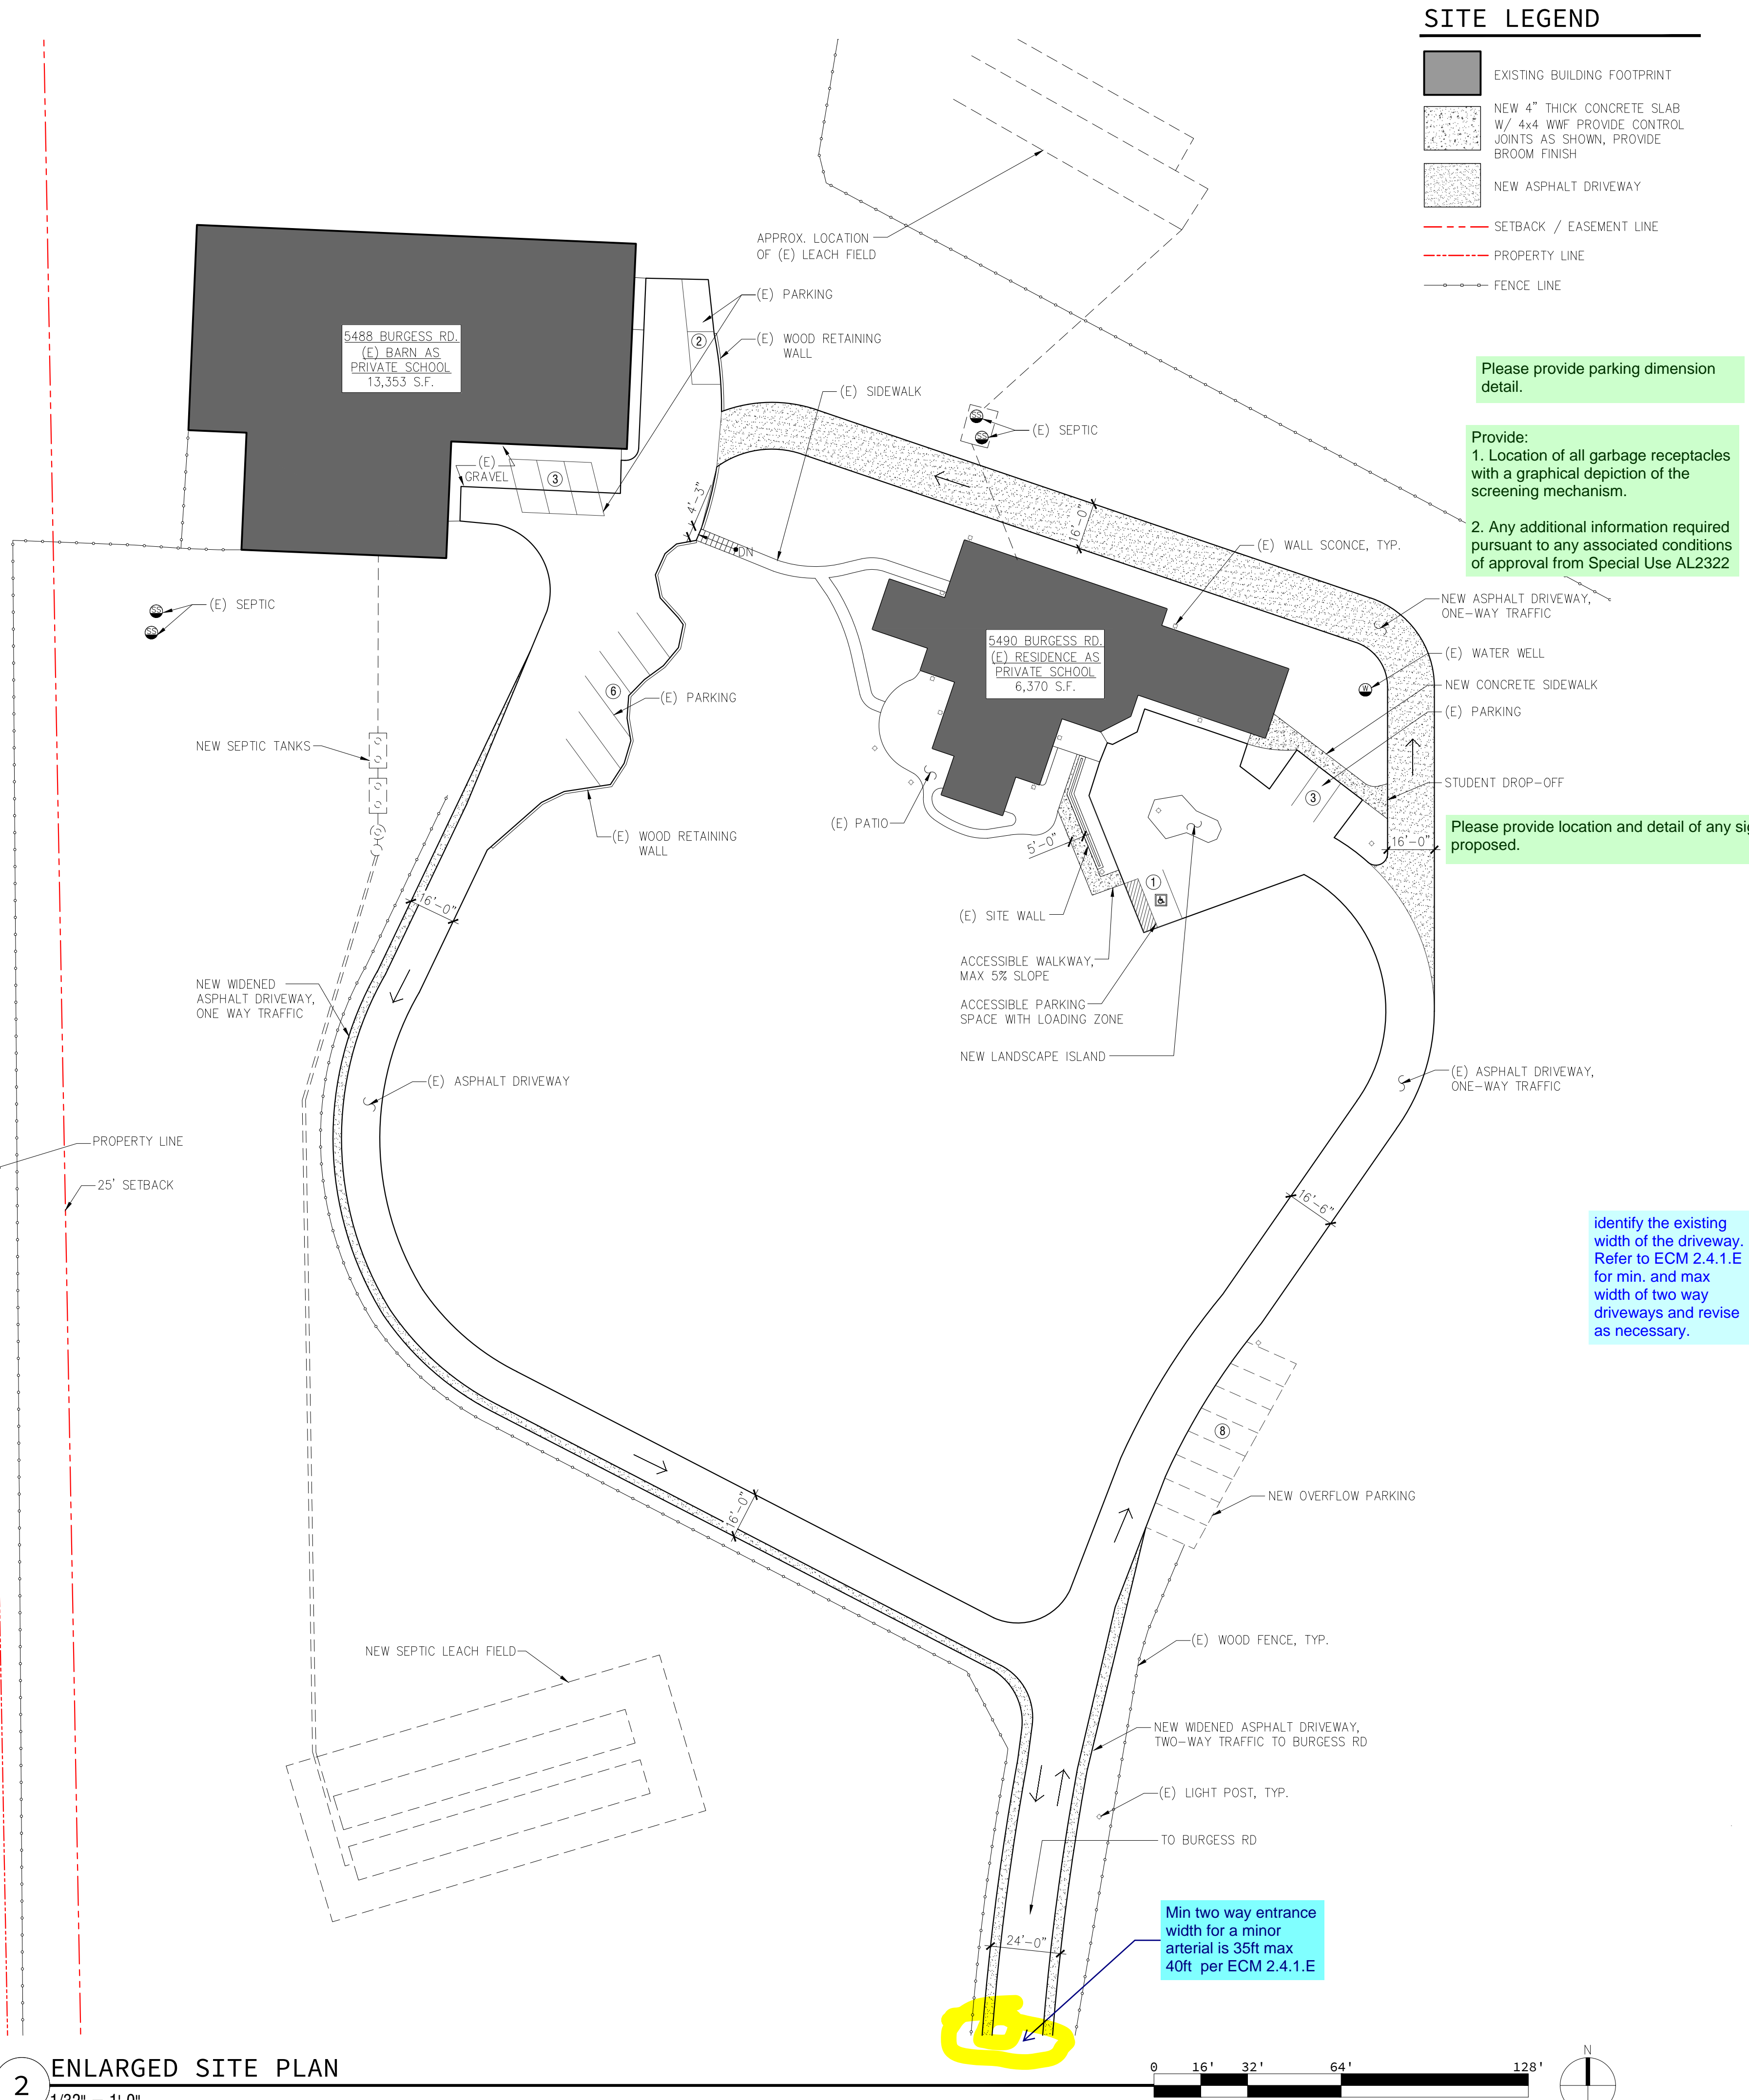 SITE LEGEND
EXISTING BUILDING FOOTPRINT
NEW 4" THICK CONCRETE SLAB
W/ 4x4 WWF PROVIDE CONTROL
JOINTS AS SHOWN, PROVIDE
BROOM FINISH
NEW ASPHALT DRIVEWAY
SETBACK / EASEMENT LINE
PROPERTY LINE
FENCE LINE
APPROX. LOCATION
OF (E) LEACH FIELD
(E) PARKING
2
(E) WOOD RETAINING
WALL
5488 BURGESS RD.
(E) BARN AS
PRIVATE SCHOOL
13,353 S.F.
Please provide parking dimension
detail.
(E) SIDEWALK
SS
SS
(E) SEPTIC
Provide:
1. Location of all garbage receptacles
with a graphical depiction of the
screening mechanism.
2. Any additional information required
pursuant to any associated conditions
of approval from Special Use AL2322
(E)
GRAVEL
3
4'-3"
DN
16'-0"
(E) WALL SCONCE, TYP.
NEW ASPHALT DRIVEWAY,
ONE-WAY TRAFFIC
SS
SS
(E) SEPTIC
5490 BURGESS RD.
(E) RESIDENCE AS
PRIVATE SCHOOL
6,370 S.F.
(E) WATER WELL
W
NEW CONCRETE SIDEWALK
6
(E) PARKING
(E) PARKING
NEW SEPTIC TANKS
STUDENT DROP-OFF
3
(E) PATIO
(E) WOOD RETAINING
WALL
Please provide location and detail of any
proposed.
16'-0"
5'-0"
1
16'-0"
(E) SITE WALL
ACCESSIBLE WALKWAY,
MAX 5% SLOPE
ACCESSIBLE PARKING
SPACE WITH LOADING ZONE
NEW LANDSCAPE ISLAND
NEW WIDENED
ASPHALT DRIVEWAY,
ONE WAY TRAFFIC
(E) ASPHALT DRIVEWAY
(E) ASPHALT DRIVEWAY,
ONE-WAY TRAFFIC
PROPERTY LINE
25' SETBACK
16'-6"
identify the existing
width of the driveway.
Refer to ECM 2.4.1.E
for min. and max
width of two way
driveways and revise
as necessary.
8
16'-0"
NEW OVERFLOW PARKING
NEW SEPTIC LEACH FIELD
(E) WOOD FENCE, TYP.
NEW WIDENED ASPHALT DRIVEWAY,
TWO-WAY TRAFFIC TO BURGESS RD
(E) LIGHT POST, TYP.
TO BURGESS RD
24'-0"
Min two way entrance
width for a minor
arterial is 35ft max
40ft per ECM 2.4.1.E
2
ENLARGED SITE PLAN
0 16' 32' 64' 128'
N